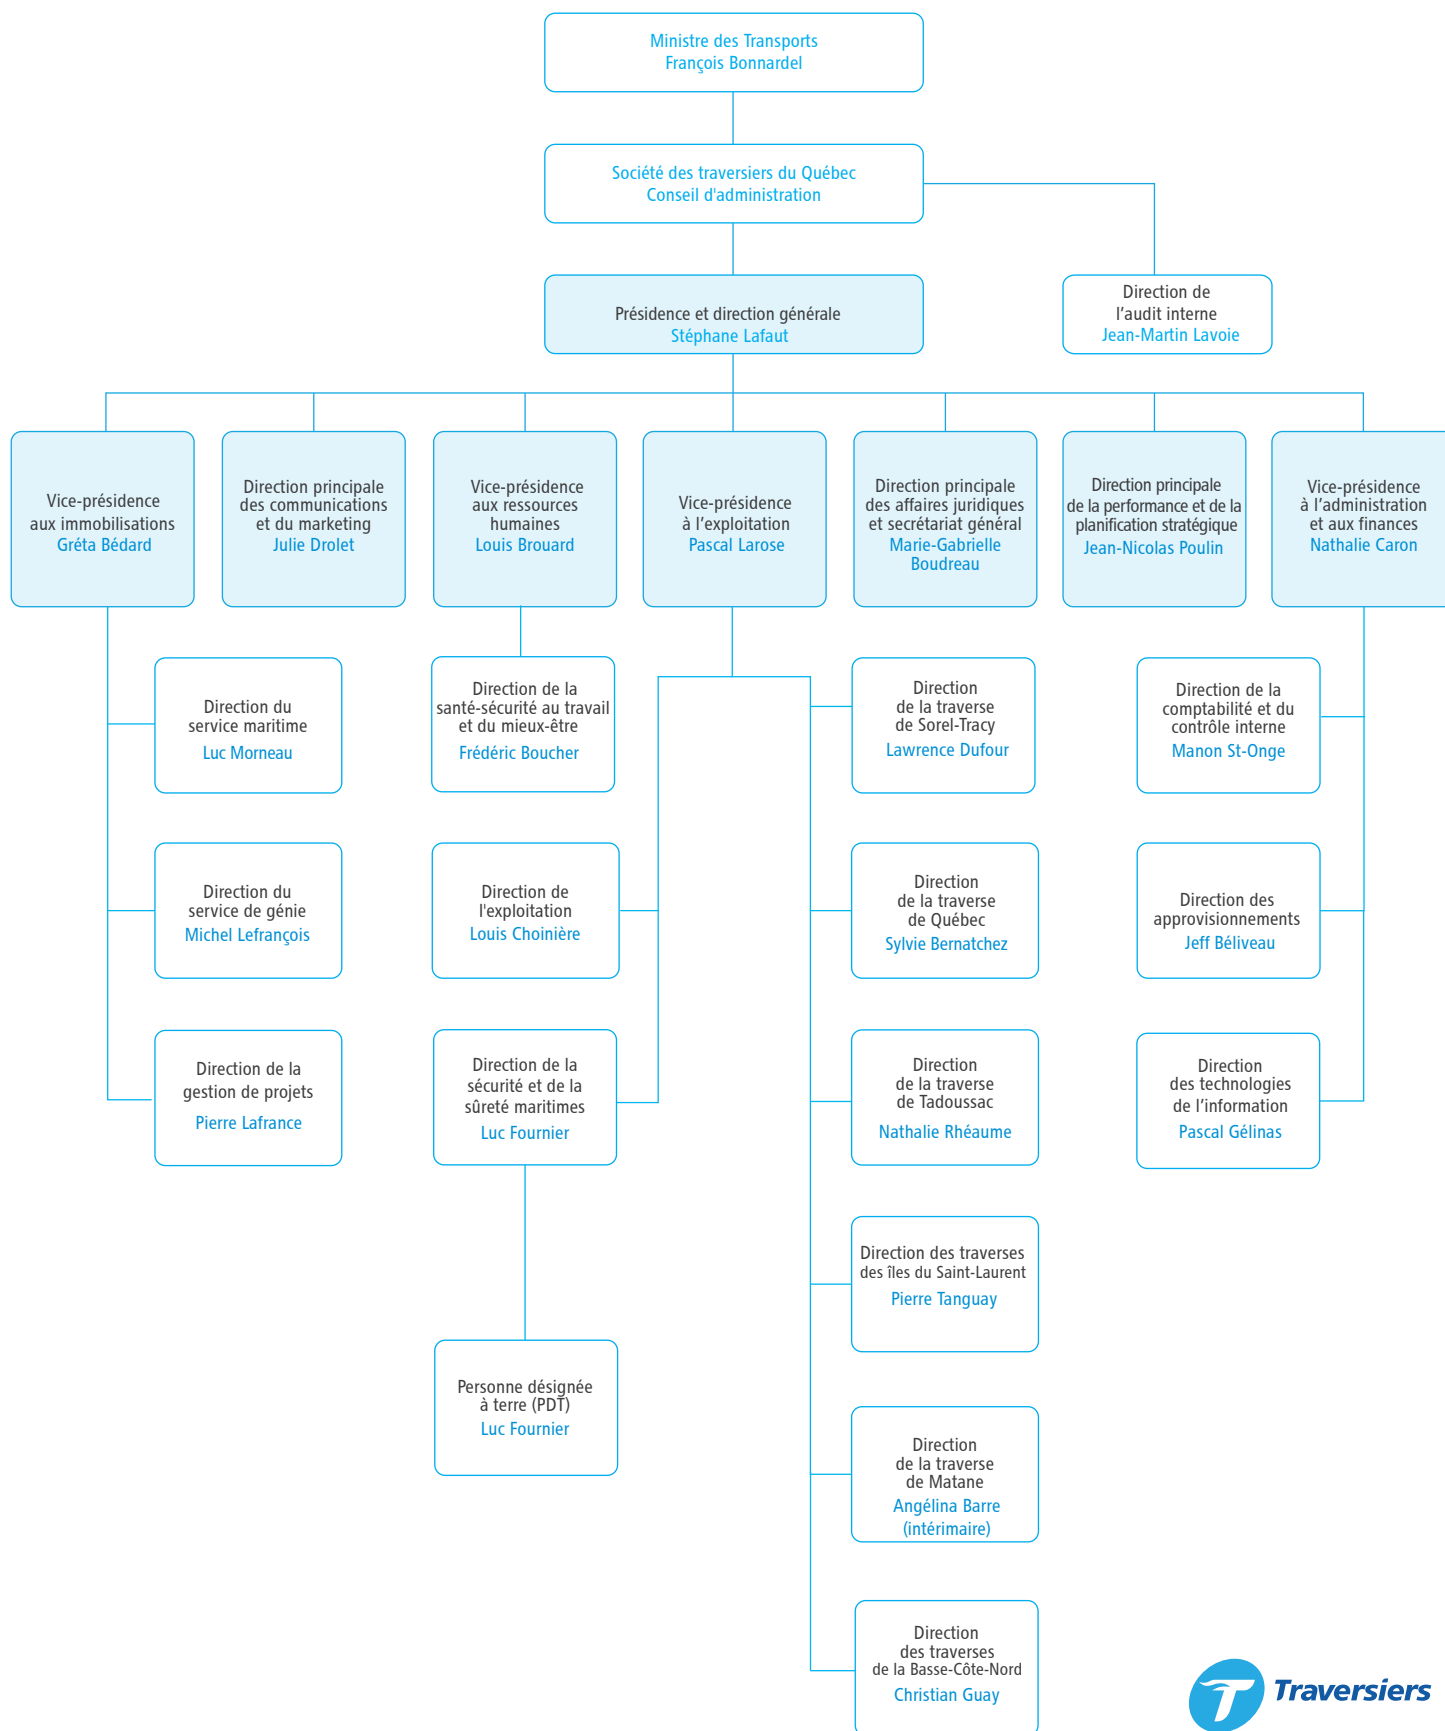 Ministre des Transports
François Bonnardel
Société des traversiers du Québec
Conseil d'administration
Présidence et direction générale
Stéphane Lafaut
Direction de
l’audit interne
Jean-Martin Lavoie
Vice-présidence
aux immobilisations
Gréta Bédard
Direction principale
des communications
et du marketing
Julie Drolet
Vice-présidence
aux ressources
humaines
Louis Brouard
Vice-présidence
à l’exploitation
Pascal Larose
Direction principale
des affaires juridiques
et secrétariat général
Marie-Gabrielle
Boudreau
Direction principale
de la performance et de la
planification stratégique
Jean-Nicolas Poulin
Vice-présidence
à l’administration
et aux finances
Nathalie Caron
Direction du
service maritime
Luc Morneau
Direction de la
santé-sécurité au travail
et du mieux-être
Frédéric Boucher
Direction
de la traverse
de Sorel-Tracy
Lawrence Dufour
Direction de la
comptabilité et du
contrôle interne
Manon St-Onge
Direction du
service de génie
Michel Lefrançois
Direction de
l'exploitation
Louis Choinière
Direction
de la traverse
de Québec
Sylvie Bernatchez
Direction des
approvisionnements
Jeff Béliveau
Direction de la
gestion de projets
Pierre Lafrance
Direction de la
sécurité et de la
sûreté maritimes
Luc Fournier
Direction
de la traverse
de Tadoussac
Nathalie Rhéaume
Direction
des technologies
de l’information
Pascal Gélinas
Direction des traverses
des îles du Saint-Laurent
Pierre Tanguay
Personne désignée
à terre (PDT)
Luc Fournier
Direction
de la traverse
de Matane
Angélina Barre
(intérimaire)
Direction
des traverses
de la Basse-Côte-Nord
Christian Guay
Traversiers